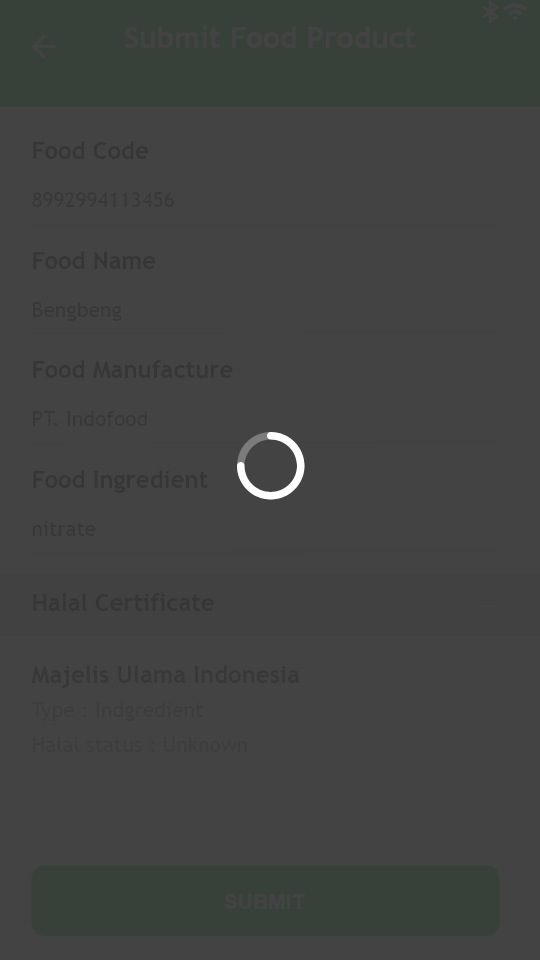 Submit Food Product
Food Code
8992994113456
Food Name
Bengbeng
Food Manufacture
PT. Indofood
Food Ingredient
nitrate
Halal Certificate
Majelis Ulama Indonesia
Type : Indgredient
Halal status : Unknown
SUBMIT